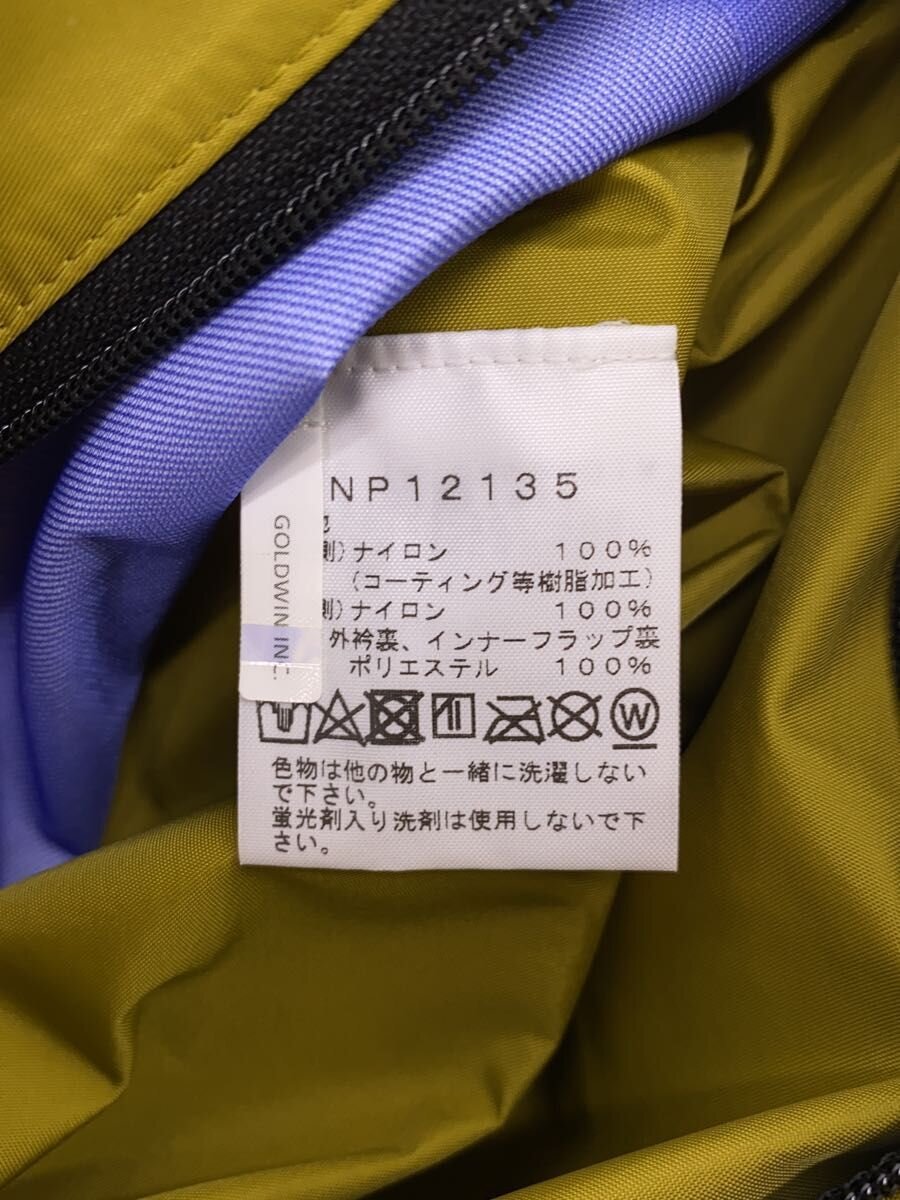 NP12135
地
側)ナイロン 100%
(コーティング等樹脂加工)
側)ナイロン 100%
外衿裏、インナーフラップ裏
ポリエステル 100%
W
色物は他の物と一緒に洗濯しない
で下さい。
蛍光剤入り洗剤は使用しないで下
さい。
GOLDWIN INC.